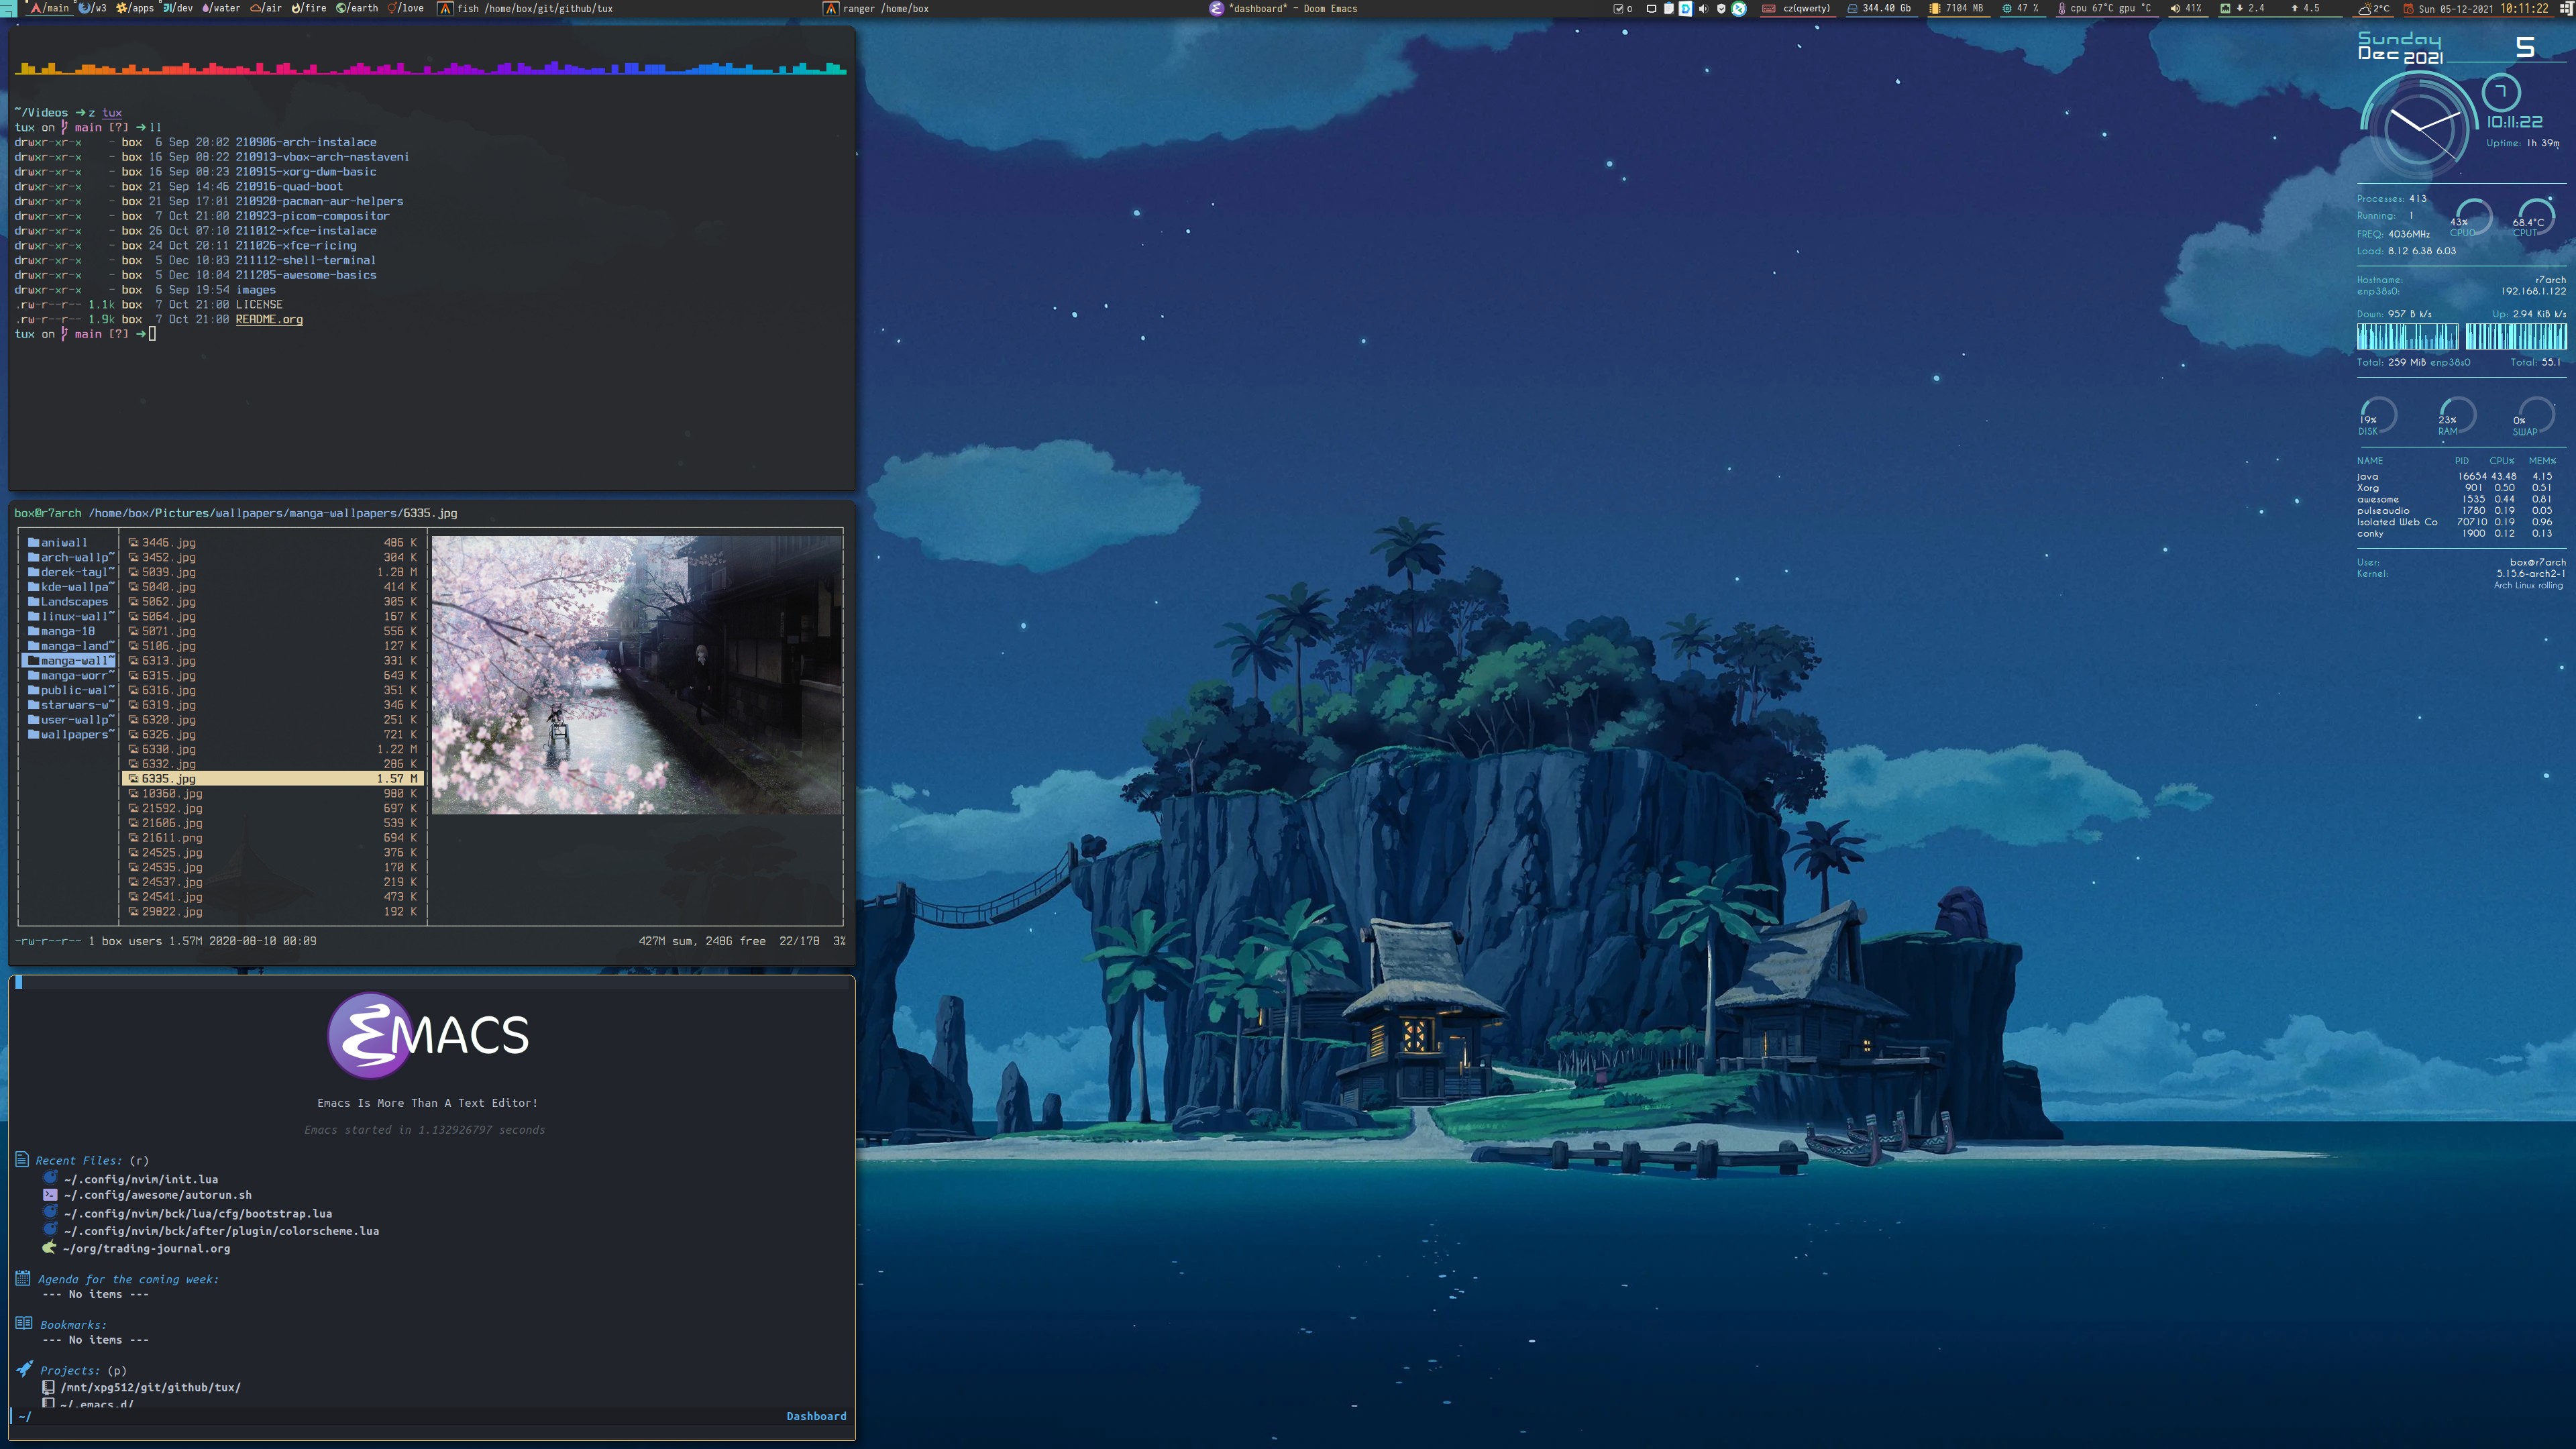 /main /w3 /apps /dev /water /air /fire /earth /love fish /home/box/git/github/tux ranger /home/box *dashboard* – Doom Emacs 0 cz(qwerty) 344.40 Gb 7104 MB 47 % cpu 67°C gpu °C 41% 2.4 4.5 2°C Sun 05-12-2021 10:11:22
~/Videos ➜ z tux
tux on main [?] ➜ ll
drwxr-xr-x - box 6 Sep 20:02 210906-arch-instalace
drwxr-xr-x - box 16 Sep 08:22 210913-vbox-arch-nastaveni
drwxr-xr-x - box 16 Sep 08:23 210915-xorg-dwm-basic
drwxr-xr-x - box 21 Sep 14:46 210916-quad-boot
drwxr-xr-x - box 21 Sep 17:01 210920-pacman-aur-helpers
drwxr-xr-x - box 7 Oct 21:00 210923-picom-compositor
drwxr-xr-x - box 26 Oct 07:10 211012-xfce-instalace
drwxr-xr-x - box 24 Oct 20:11 211026-xfce-ricing
drwxr-xr-x - box 5 Dec 10:03 211112-shell-terminal
drwxr-xr-x - box 5 Dec 10:04 211205-awesome-basics
drwxr-xr-x - box 6 Sep 19:54 images
.rw-r--r-- 1.1k box 7 Oct 21:00 LICENSE
.rw-r--r-- 1.9k box 7 Oct 21:00 README.org
tux on main [?] ➜
box@r7arch /home/box/Pictures/wallpapers/manga-wallpapers/6335.jpg
aniwall 3446.jpg 486 K
arch-wallp~ 3452.jpg 304 K
derek-tayl~ 5039.jpg 1.28 M
kde-wallpa~ 5040.jpg 414 K
Landscapes 5062.jpg 305 K
linux-wall~ 5064.jpg 167 K
manga-18 5071.jpg 556 K
manga-land~ 5106.jpg 127 K
manga-wall~ 6313.jpg 331 K
manga-worr~ 6315.jpg 643 K
public-wal~ 6316.jpg 351 K
starwars-w~ 6319.jpg 346 K
user-wallp~ 6320.jpg 251 K
wallpapers~ 6326.jpg 721 K
6330.jpg 1.22 M
6332.jpg 286 K
6335.jpg 1.57 M
10360.jpg 980 K
21592.jpg 697 K
21606.jpg 539 K
21611.png 694 K
24525.jpg 376 K
24535.jpg 170 K
24537.jpg 219 K
24541.jpg 473 K
29822.jpg 192 K
-rw-r--r-- 1 box users 1.57M 2020-08-10 00:09 427M sum, 248G free 22/178 3%
EMACS
Emacs Is More Than A Text Editor!
Emacs started in 1.132926797 seconds
Recent Files: (r)
~/.config/nvim/init.lua
~/.config/awesome/autorun.sh
~/.config/nvim/bck/lua/cfg/bootstrap.lua
~/.config/nvim/bck/after/plugin/colorscheme.lua
~/org/trading-journal.org
Agenda for the coming week:
--- No items ---
Bookmarks:
--- No items ---
Projects: (p)
/mnt/xpg512/git/github/tux/
~/.emacs.d/
~/ Dashboard
Sunday
Dec 2021 5
7
10:11:22
Uptime: 1h 39m
Processes: 413
Running: 1
43% 68.4°C
FREQ: 4036MHz CPU0 CPUT
Load: 8.12 6.38 6.03
Hostname: r7arch
enp38s0: 192.168.1.122
Down: 957 B k/s Up: 2.94 KiB k/s
Total: 259 MiB enp38s0 Total: 55.1
19% 23% 0%
DISK RAM SWAP
NAME PID CPU% MEM%
java 16654 43.48 4.15
Xorg 901 0.50 0.51
awesome 1535 0.44 0.81
pulseaudio 1780 0.19 0.05
Isolated Web Co 70710 0.19 0.96
conky 1900 0.12 0.13
User: box@r7arch
Kernel: 5.15.6-arch2-1
Arch Linux rolling